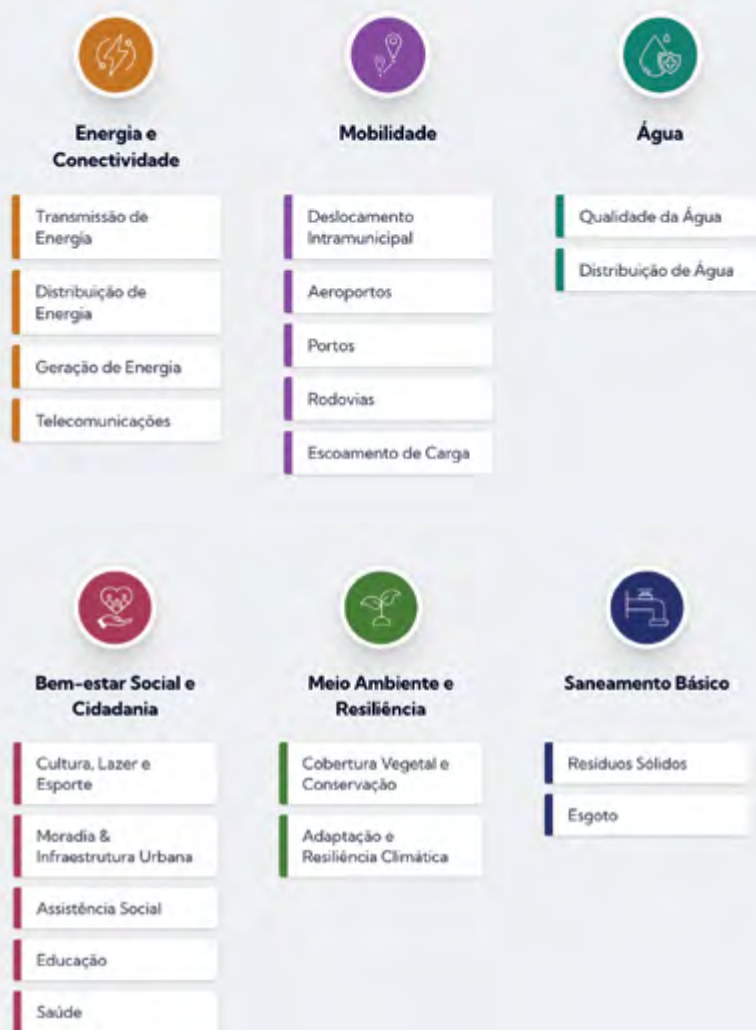 Energia e
Conectividade
Transmissão de
Energia
Distribuição de
Energia
Geração de Energia
Telecomunicações
Mobilidade
Deslocamento
Intramunicipal
Aeroportos
Portos
Rodovias
Escoamento de Carga
Água
Qualidade da Água
Distribuição de Água
Bem-estar Social e
Cidadania
Cultura, Lazer e
Esporte
Moradia &
Infraestrutura Urbana
Assistência Social
Educação
Saúde
Meio Ambiente e
Resiliência
Cobertura Vegetal e
Conservação
Adaptação e
Resiliência Climática
Saneamento Básico
Resíduos Sólidos
Esgoto